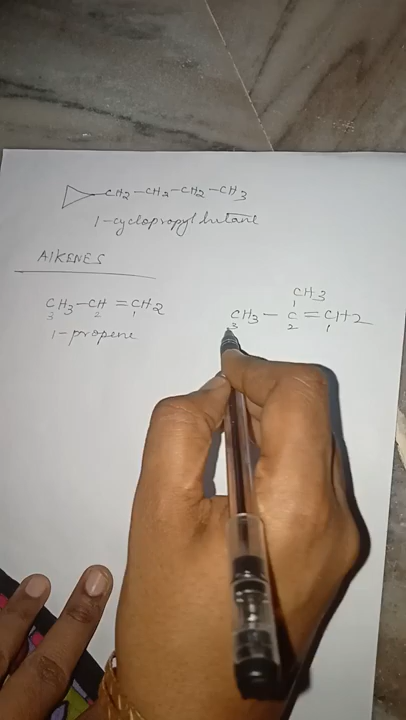 CH2-CH2-CH2-CH3
1-cyclopropyl butane
AlKENES
CH3-CH=CH2
3 2 1
1-propene
CH3
CH3-C=CH2
3 2 1